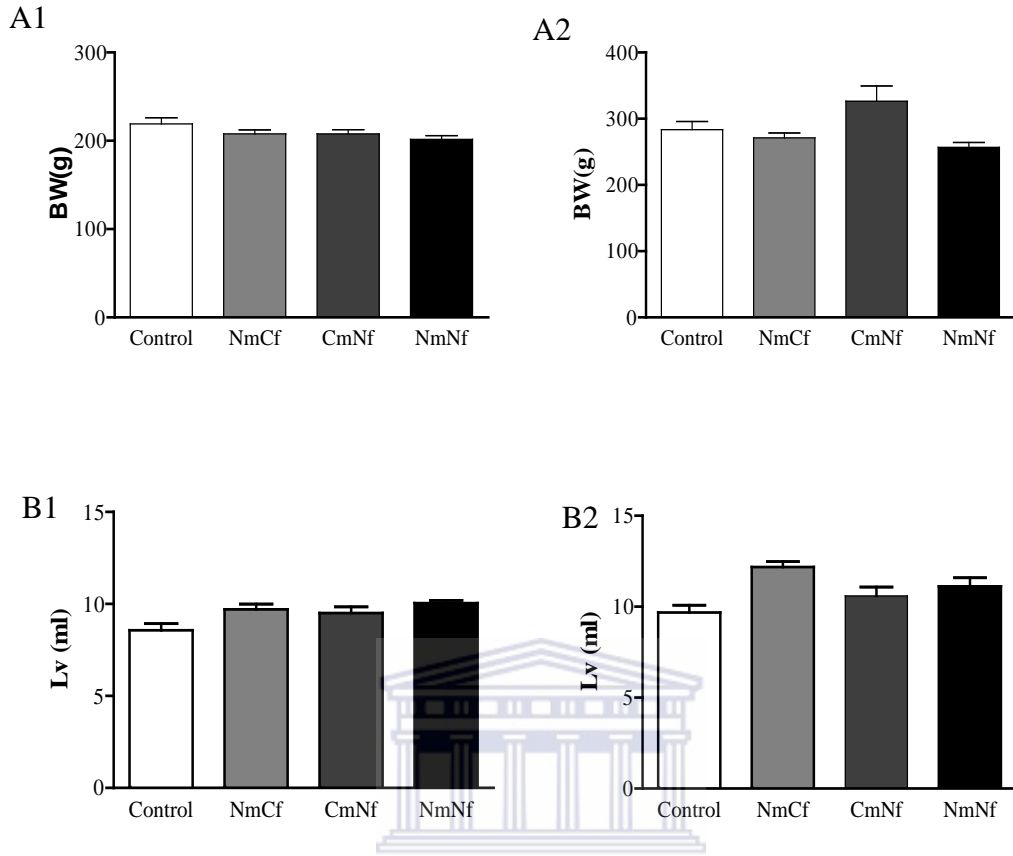 A1
300
200
100
0
BW(g)
Control NmCf CmNf NmNf
A2
400
300
200
100
0
BW(g)
Control NmCf CmNf NmNf
B1
15
10
5
0
Lv (ml)
Control NmCf CmNf NmNf
B2
15
10
5
0
Lv (ml)
Control NmCf CmNf NmNf